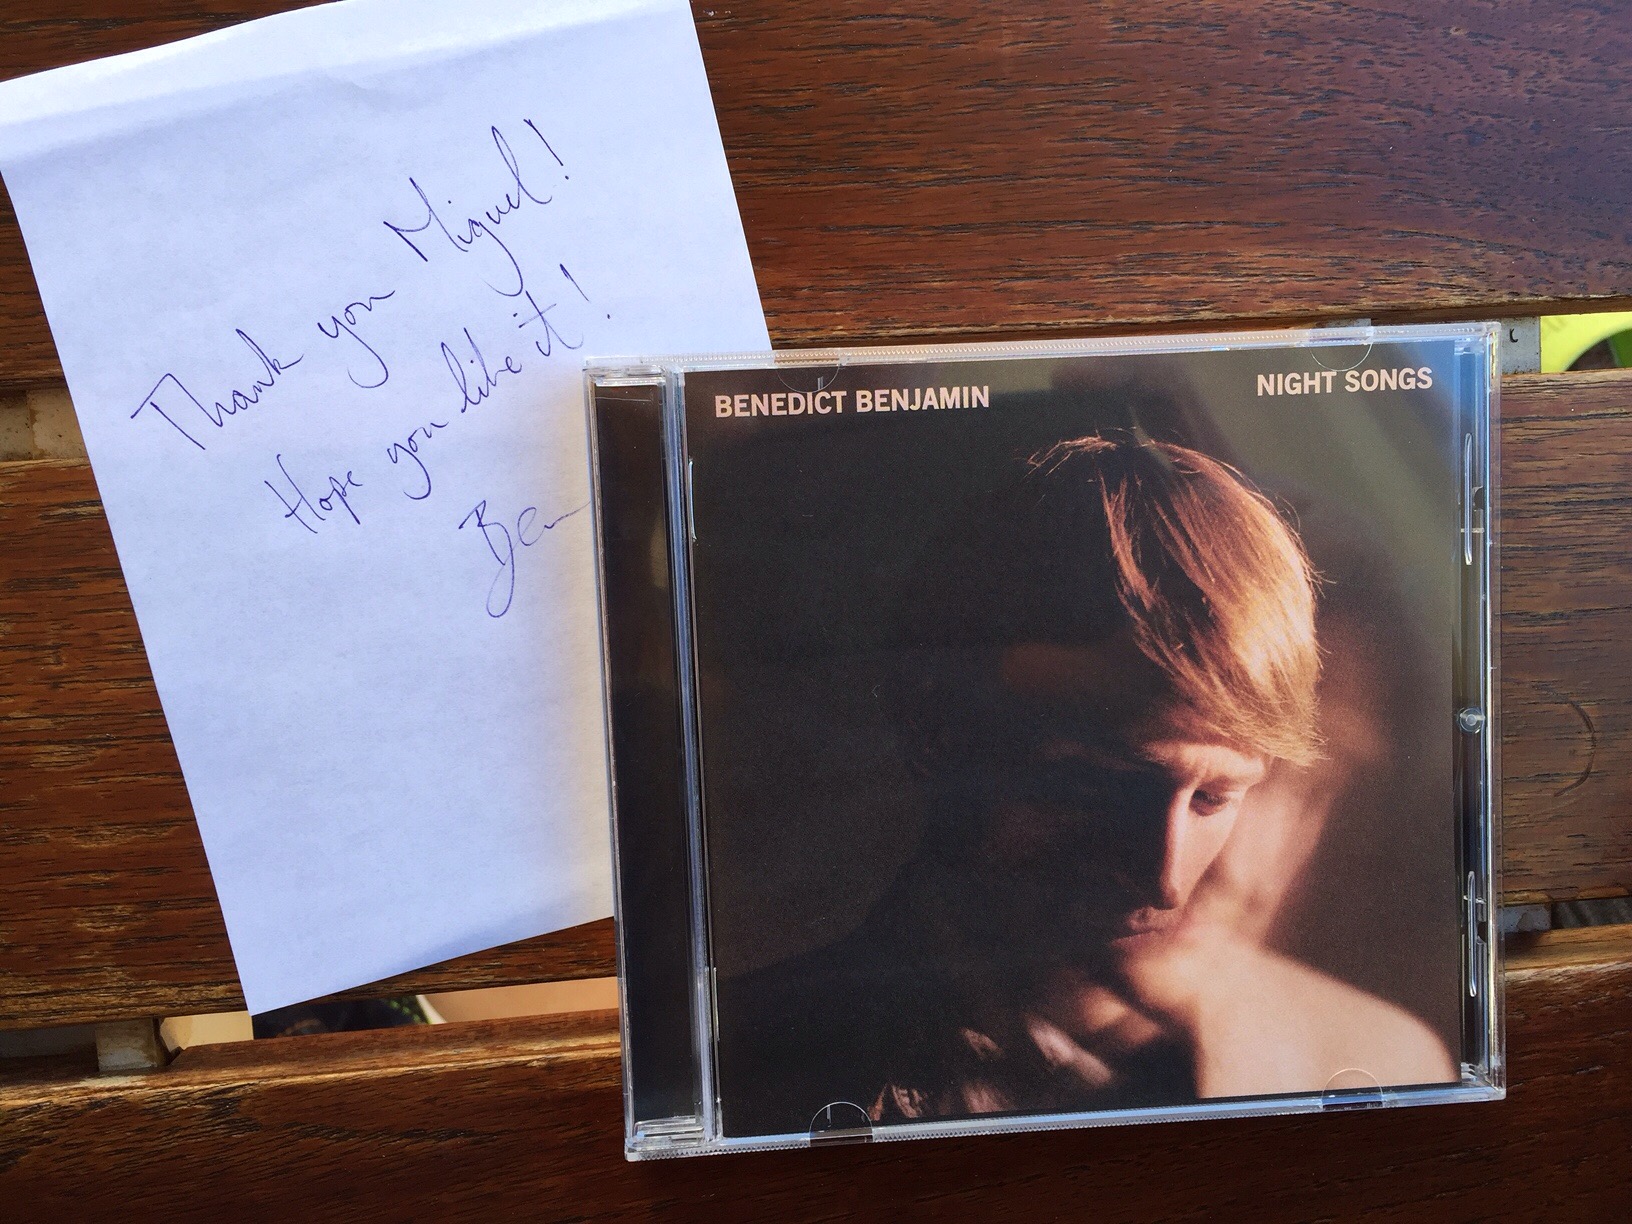 Thank you Miguel!
Hope you like it!
Ben
BENEDICT BENJAMIN
NIGHT SONGS